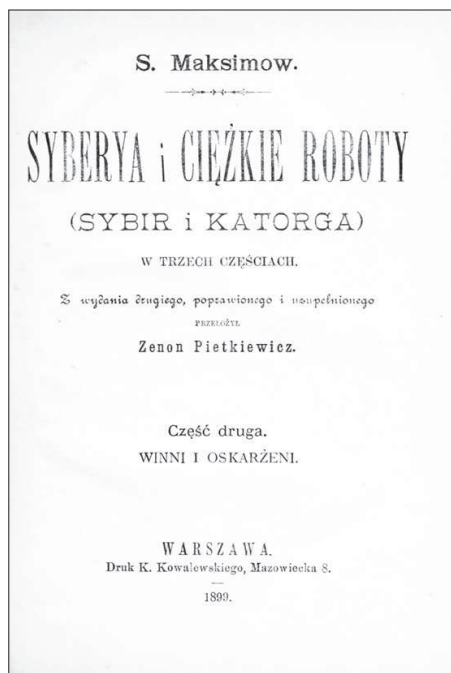 S. Maksimow.
SYBERYA i CIĘŻKIE ROBOTY
(SYBIR i KATORGA)
W TRZECH CZĘŚCIACH.
Z wydania drugiego, poprawionego i uzupełnionego
PRZEŁOŻYŁ
Zenon Pietkiewicz.
Część druga.
WINNI I OSKARŻENI.
WARSZAWA.
Druk K. Kowalewskiego, Mazowiecka 8.
1899.